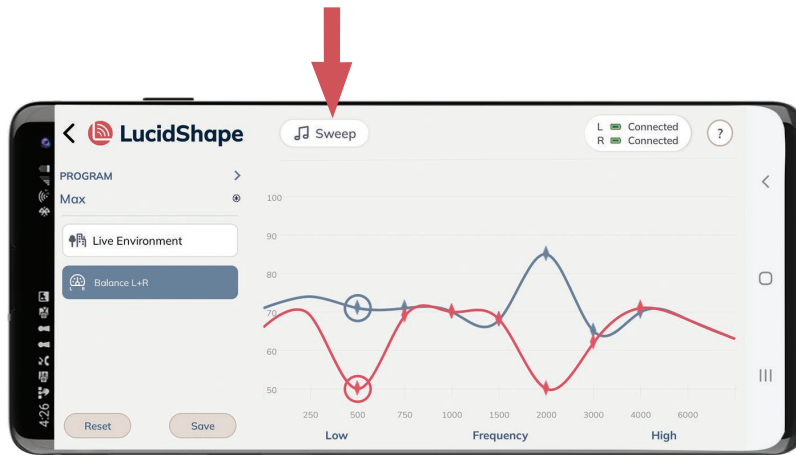 LucidShape
Sweep
L Connected
R Connected
?
PROGRAM
Max
Live Environment
Balance L+R
Reset
Save
100
90
80
70
60
50
250 500 750 1000 1500 2000 3000 4000 6000
Low Frequency High
4:26